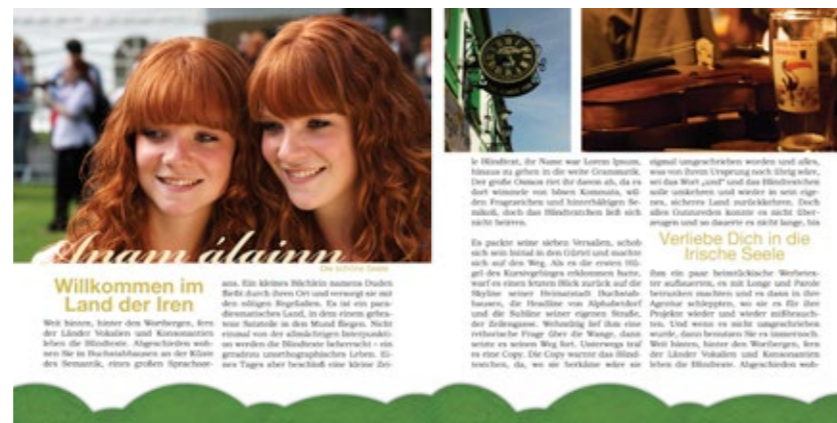 Anam álainn
Die schöne Seele
Willkommen im
Land der Iren
Weit hinten, hinter den Wortbergen, fern
der Länder Vokalien und Konsonantien
leben die Blindtexte. Abgeschieden woh-
nen Sie in Buchstabhausen an der Küste
des Semantik, eines großen Sprachoze-
ans. Ein kleines Bächlein namens Duden
fließt durch ihren Ort und versorgt sie mit
den nötigen Regelialien. Es ist ein para-
diesmatisches Land, in dem einem gebra-
tene Satzteile in den Mund fliegen. Nicht
einmal von der allmächtigen Interpunkti-
on werden die Blindtexte beherrscht – ein
geradezu unorthographisches Leben. Ei-
nes Tages aber beschloß eine kleine Zei-
le Blindtext, ihr Name war Lorem Ipsum,
hinaus zu gehen in die weite Grammatik.
Der große Oxmox riet ihr davon ab, da es
dort wimmele von bösen Kommata, wil-
den Fragezeichen und hinterhältigen Se-
mikoli, doch das Blindtextchen ließ sich
nicht beirren.
Es packte seine sieben Versalien, schob
sich sein Initial in den Gürtel und machte
sich auf den Weg. Als es die ersten Hü-
gel des Kursivgebirges erklommen hatte,
warf es einen letzten Blick zurück auf die
Skyline seiner Heimatstadt Buchstab-
hausen, die Headline von Alphabetdorf
und die Subline seiner eigenen Straße,
der Zeilengasse. Wehmütig lief ihm eine
rethorische Frage über die Wange, dann
setzte es seinen Weg fort. Unterwegs traf
es eine Copy. Die Copy warnte das Blind-
textchen, da, wo sie herkäme wäre sie
zigmal umgeschrieben worden und alles,
was von ihrem Ursprung noch übrig wäre,
sei das Wort „und“ und das Blindtextchen
solle umkehren und wieder in sein eige-
nes, sicheres Land zurückkehren. Doch
alles Gutzureden konnte es nicht über-
zeugen und so dauerte es nicht lange, bis
Verliebe Dich in die
Irische Seele
ihm ein paar heimtückische Werbetex-
ter auflauerten, es mit Longe und Parole
betrunken machten und es dann in ihre
Agentur schleppten, wo sie es für ihre
Projekte wieder und wieder mißbrauch-
ten. Und wenn es nicht umgeschrieben
wurde, dann benutzen Sie es immernoch.
Weit hinten, hinter den Wortbergen, fern
der Länder Vokalien und Konsonantien
leben die Blindtexte. Abgeschieden woh-